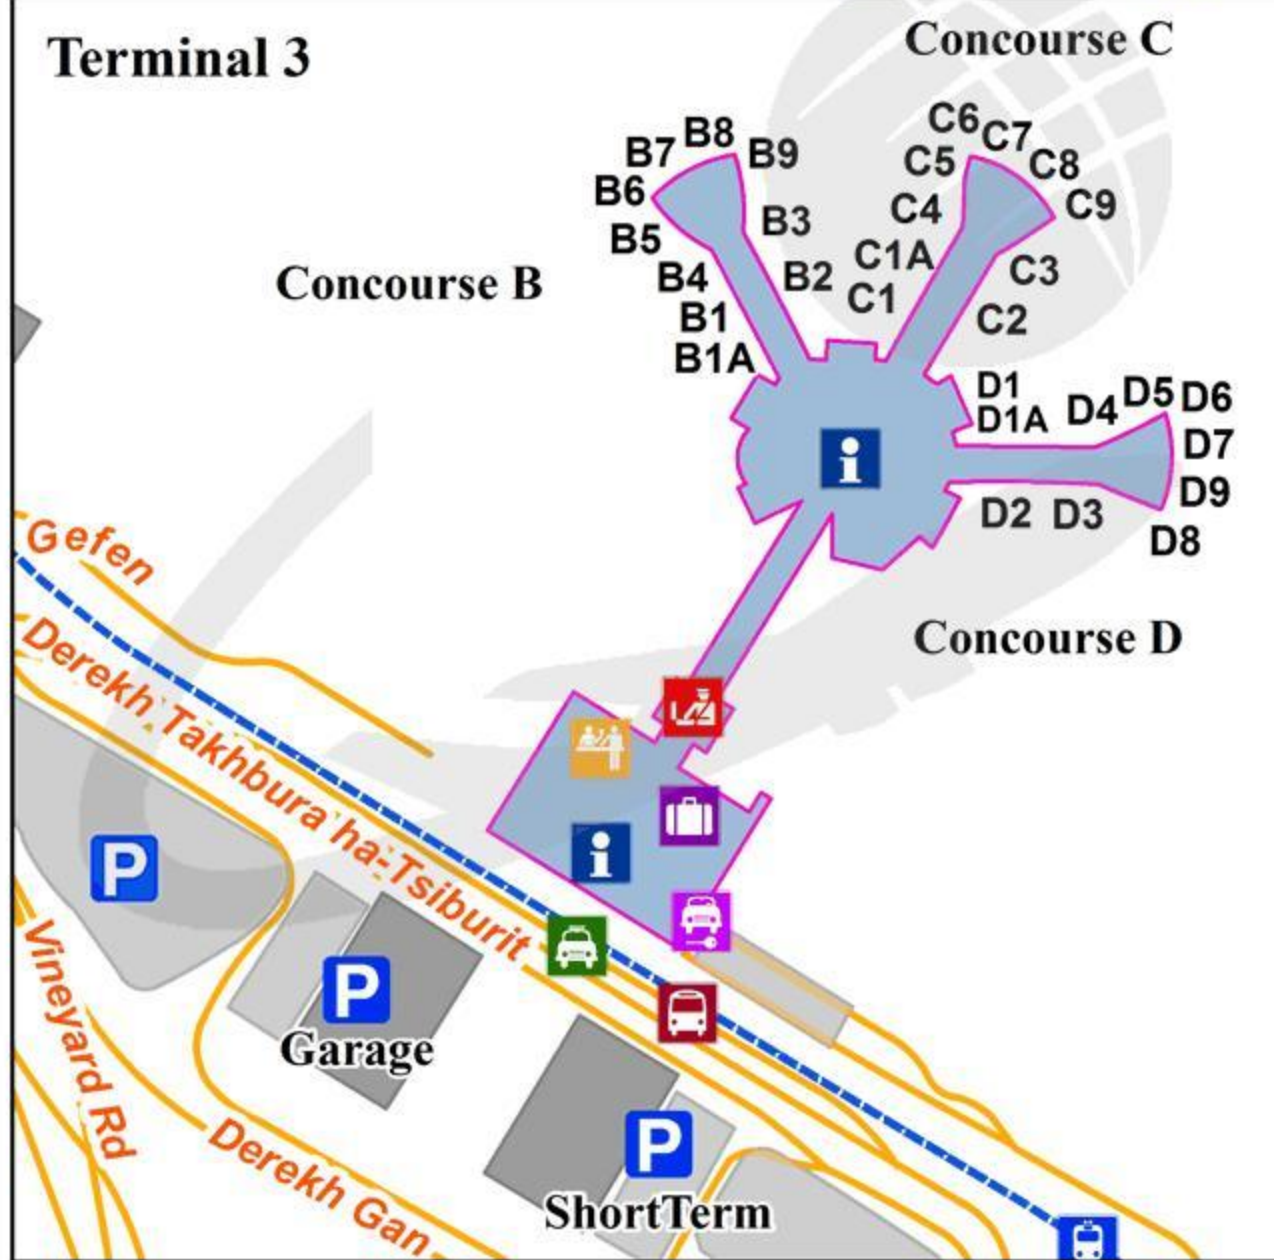 Terminal 3
Concourse C
Concourse B
Concourse D
B8
B7
B9
B6
B5
B3
B4
B2
B1
B1A
C6
C7
C5
C8
C4
C9
C1A
C3
C1
C2
D1
D1A
D4
D5
D6
D7
D9
D2
D3
D8
i
i
Gefen
Derekh Takhbura ha-Tsiburit
P
P
Garage
Vineyard Rd
Derekh Gan
P
ShortTerm